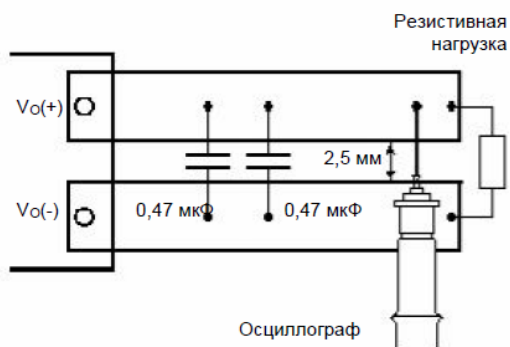 Резистивная
нагрузка
Vo(+)
2,5 мм
Vo(-)
0,47 мкФ
0,47 мкФ
Осциллограф